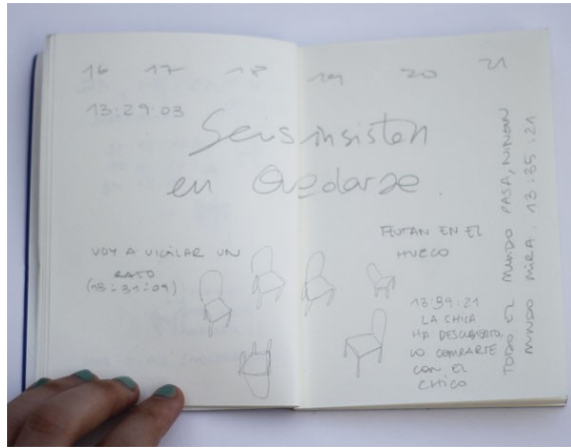 16 17 18 19 20 21
13:29:03
Seis insisten
en Quedarse.
VOY A VIGILAR UN
RATO
(13:31:09)
FLOTAN EN EL
HUECO
13:39:21
LA CHICA
HA DESCUBIERTO,
LO COMPARTE
CON EL
CHICO
TODO EL MUNDO PASA, NINGÚN
MUNDO MIRA. 13:35:21